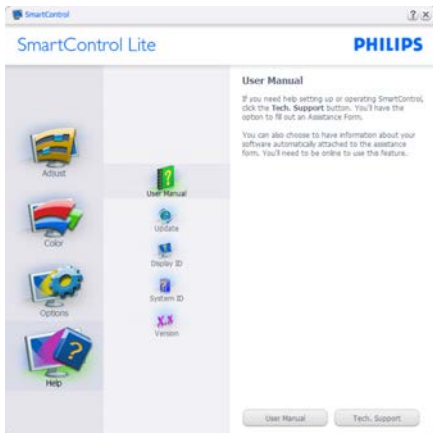 SmartControl
? X
SmartControl Lite
PHILIPS
Adjust
Color
Options
Help
User Manual
Update
Display ID
System ID
X.X
Version
User Manual
If you need help setting up or operating SmartControl,
click the Tech. Support button. You'll have the
option to fill out an Assistance Form.
You can also choose to have information about your
software automatically attached to the assistance
form. You'll need to be online to use this feature.
User Manual
Tech. Support